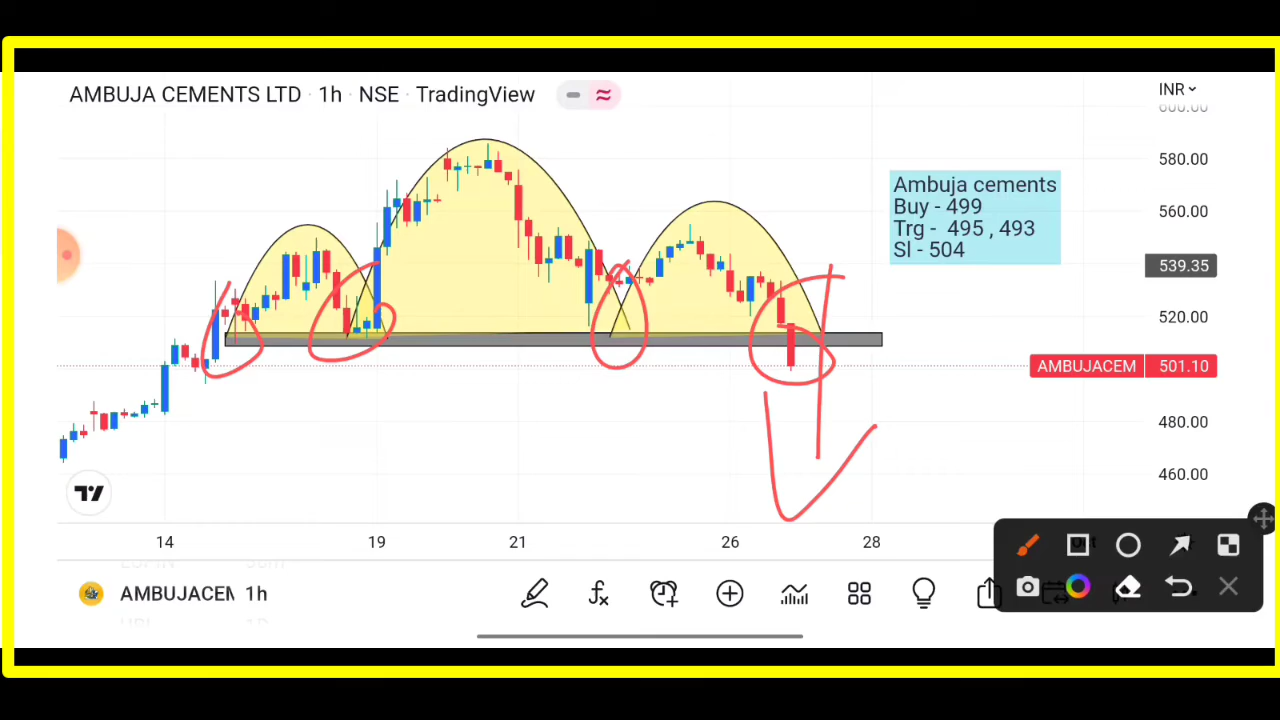 AMBUJA CEMENTS LTD · 1h · NSE · TradingView
INR
600.00
580.00
Ambuja cements
Buy - 499
Trg - 495 , 493
Sl - 504
560.00
539.35
520.00
AMBUJACEM 501.10
480.00
460.00
14 19 21 26 28
AMBUJACEM 1h